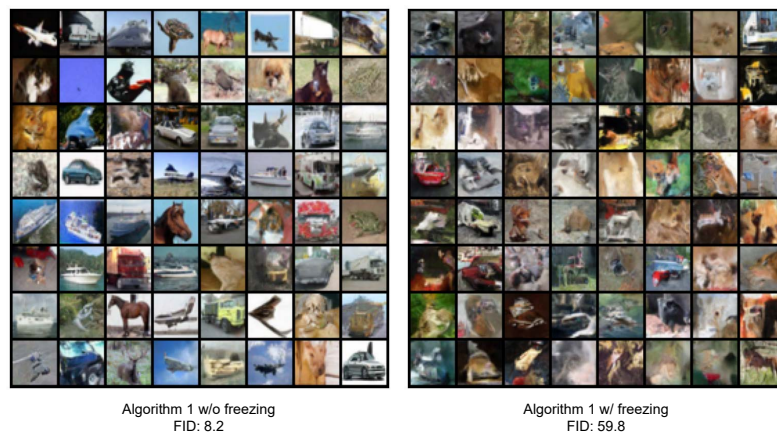 Algorithm 1 w/o freezing
FID: 8.2
Algorithm 1 w/ freezing
FID: 59.8